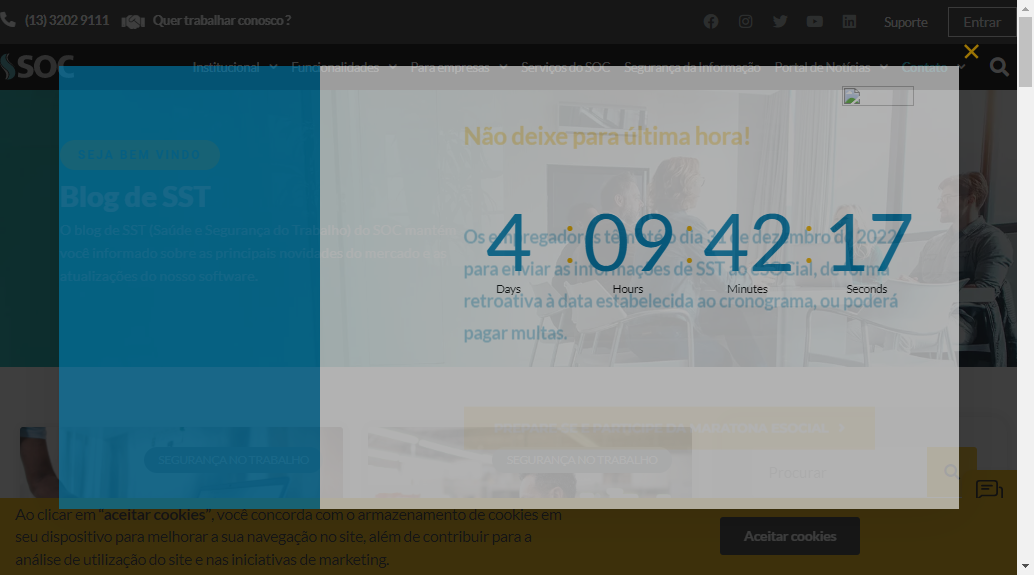 (13) 3202 9111 Quer trabalhar conosco?
Suporte Entrar
SOC
Institucional Funcionalidades Para empresas Serviços do SOC Segurança da Informação Portal de Notícias Contato
Não deixe para última hora!
SEJA BEM VINDO
Blog de SST
O blog de SST (Saúde e Segurança do Trabalho) do SOC, mantém
você informado sobre as principais novidades do mercado e as
atualizações do nosso software.
4 : 09 : 42 : 17
Days Hours Minutes Seconds
Os empregadores têm até o dia 31 de dezembro de 2022
para enviar as informações de SST ao eSOCial, de forma
retroativa à data estabelecida ao cronograma, ou poderá
pagar multas.
SEGURANÇA NO TRABALHO
SEGURANÇA NO TRABALHO
Procurar
Ao clicar em "aceitar cookies", você concorda com o armazenamento de cookies em
seu dispositivo para melhorar a sua navegação no site, além de contribuir para a
análise de utilização do site e nas iniciativas de marketing.
Aceitar cookies